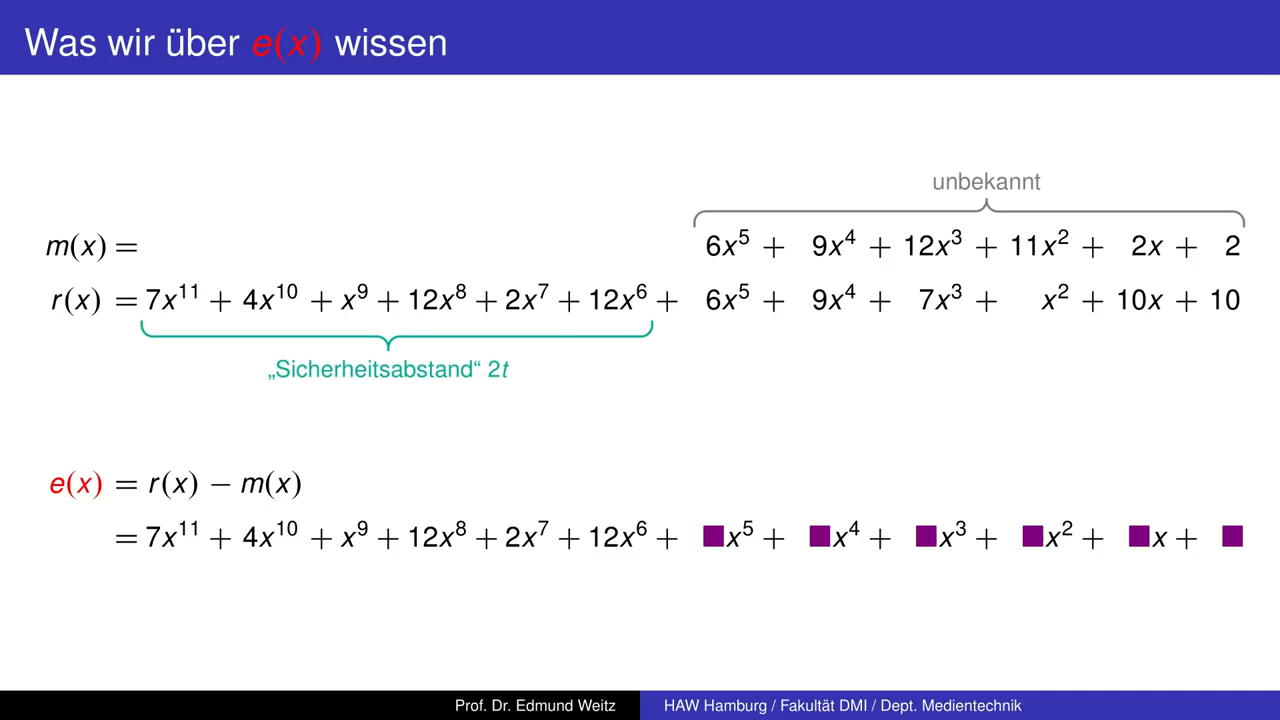 Was wir über e(x) wissen
unbekannt
m(x) = 6x⁵ + 9x⁴ + 12x³ + 11x² + 2x + 2
r(x) = 7x¹¹ + 4x¹⁰ + x⁹ + 12x⁸ + 2x⁷ + 12x⁶ + 6x⁵ + 9x⁴ + 7x³ + x² + 10x + 10
„Sicherheitsabstand“ 2t
e(x) = r(x) − m(x)
= 7x¹¹ + 4x¹⁰ + x⁹ + 12x⁸ + 2x⁷ + 12x⁶ + ■x⁵ + ■x⁴ + ■x³ + ■x² + ■x + ■
Prof. Dr. Edmund Weitz
HAW Hamburg / Fakultät DMI / Dept. Medientechnik